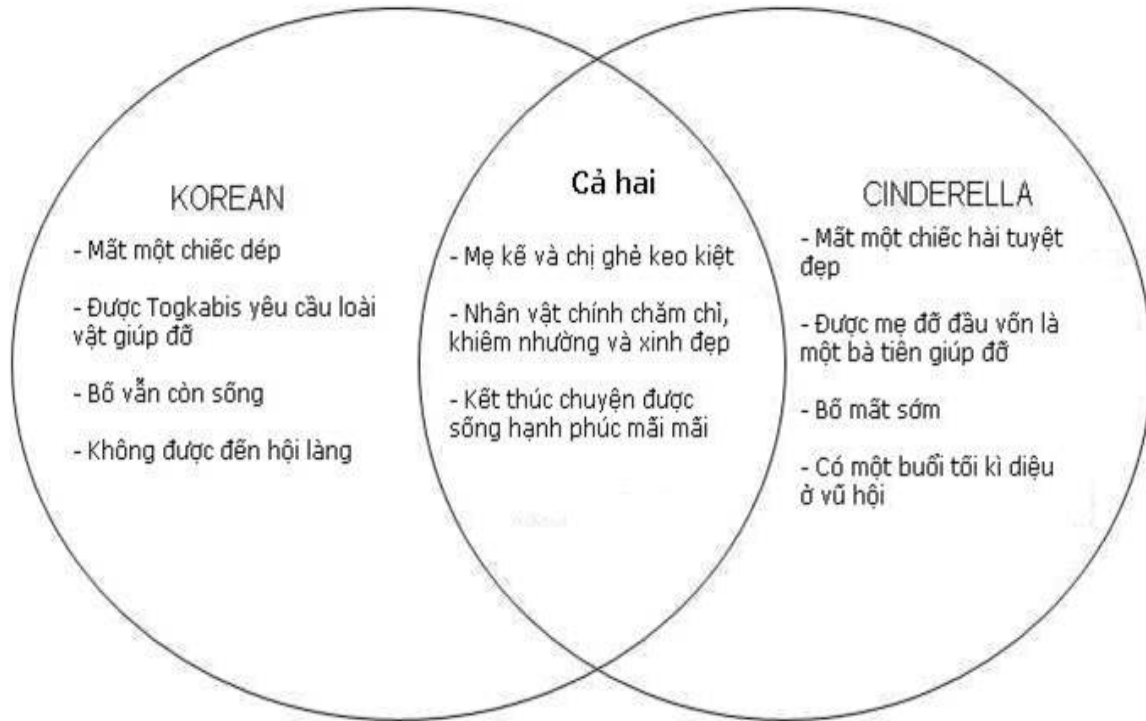 KOREAN
- Mất một chiếc dép
- Được Togkabis yêu cầu loài
vật giúp đỡ
- Bố vẫn còn sống
- Không được đến hội làng
Cả hai
- Mẹ kế và chị ghẻ keo kiệt
- Nhân vật chính chăm chỉ,
khiêm nhường và xinh đẹp
- Kết thúc chuyện được
sống hạnh phúc mãi mãi
CINDERELLA
- Mất một chiếc hài tuyệt
đẹp
- Được mẹ đỡ đầu vốn là
một bà tiên giúp đỡ
- Bố mất sớm
- Có một buổi tối kì diệu
ở vũ hội